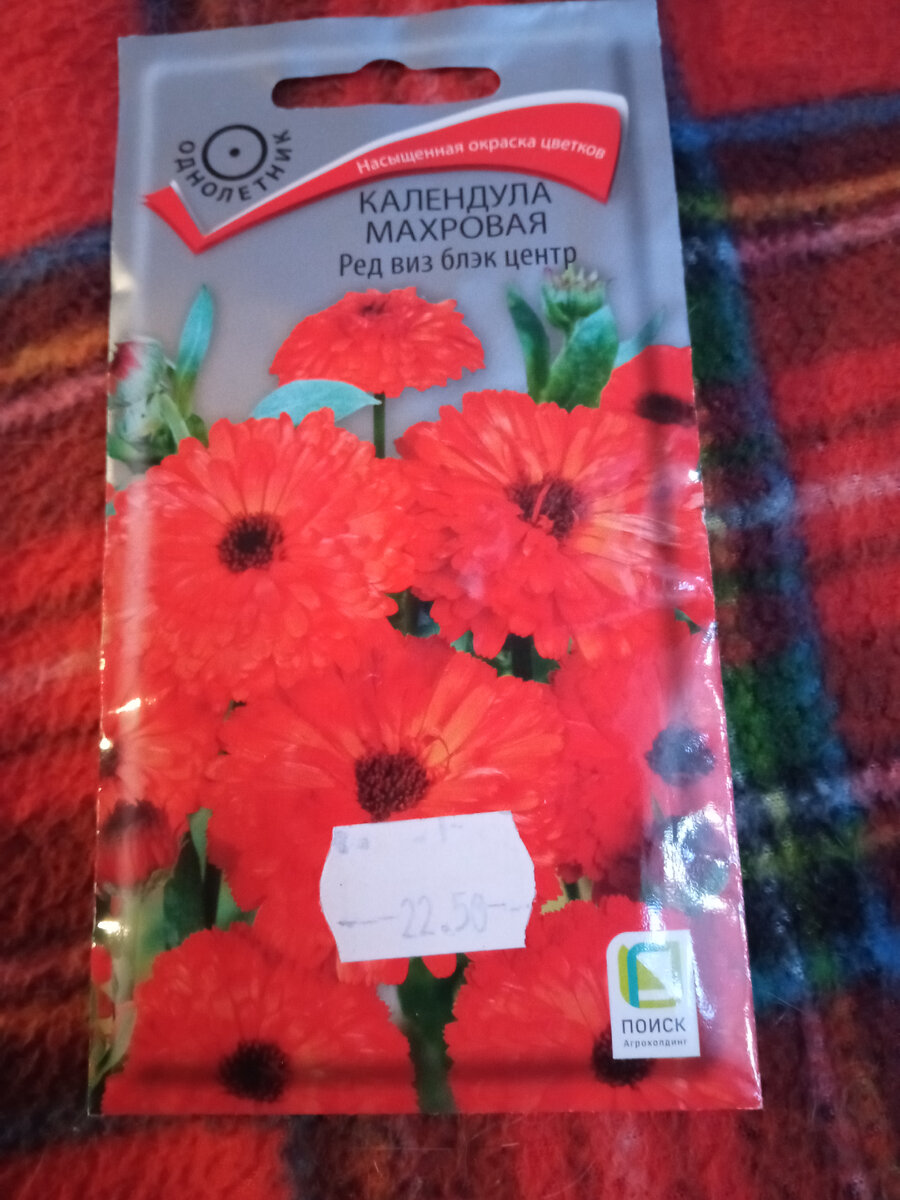 ОДНОЛЕТНИК
Насыщенная окраска цветков
КАЛЕНДУЛА
МАХРОВАЯ
Ред виз блэк центр
22.50
ПОИСК
Агрохолдинг